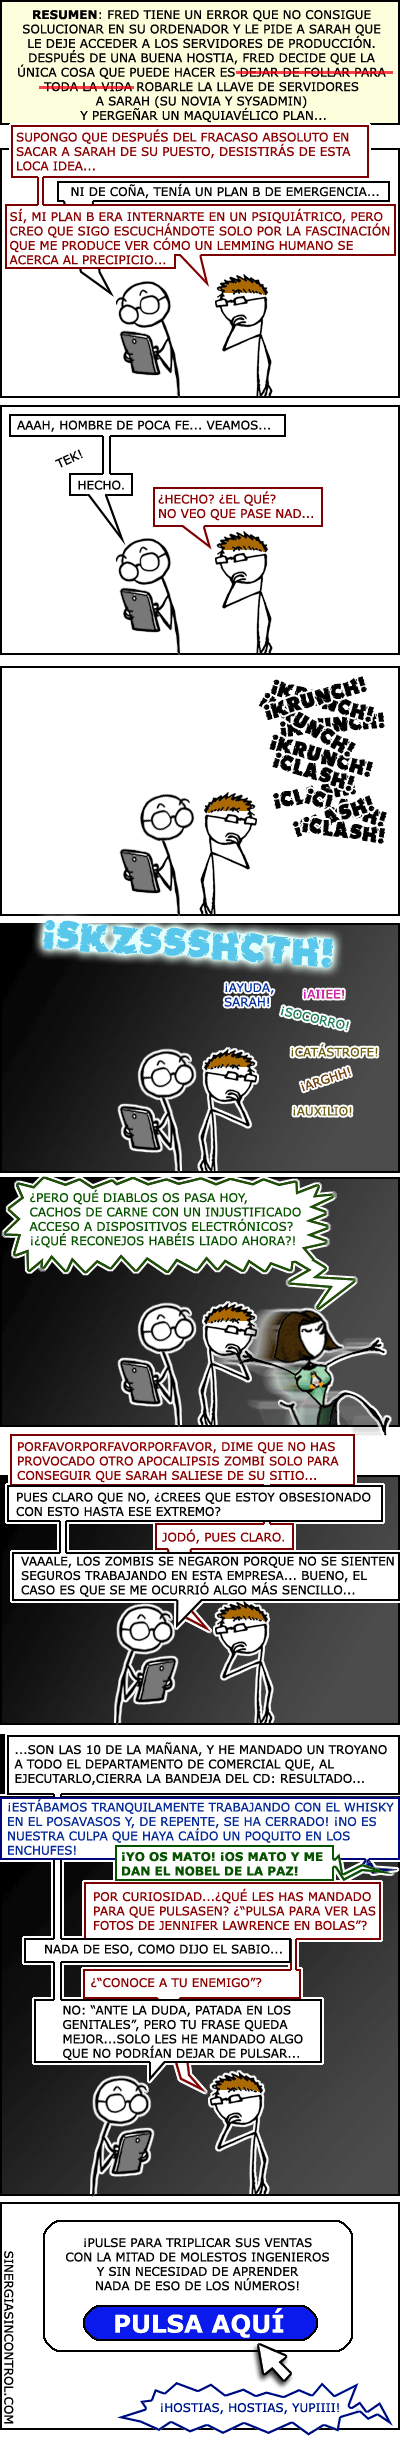 RESUMEN: FRED TIENE UN ERROR QUE NO CONSIGUE
SOLUCIONAR EN SU ORDENADOR Y LE PIDE A SARAH QUE
LE DEJE ACCEDER A LOS SERVIDORES DE PRODUCCIÓN.
DESPUÉS DE UNA BUENA HOSTIA, FRED DECIDE QUE LA
ÚNICA COSA QUE PUEDE HACER ES DEJAR DE FOLLAR PARA
TODA LA VIDA ROBARLE LA LLAVE DE SERVIDORES
A SARAH (SU NOVIA Y SYSADMIN)
Y PERGEÑAR UN MAQUIAVÉLICO PLAN...
SUPONGO QUE DESPUÉS DEL FRACASO ABSOLUTO EN
SACAR A SARAH DE SU PUESTO, DESISTIRÁS DE ESTA
LOCA IDEA...
NI DE COÑA, TENÍA UN PLAN B DE EMERGENCIA...
SÍ, MI PLAN B ERA INTERNARTE EN UN PSIQUIÁTRICO, PERO
CREO QUE SIGO ESCUCHÁNDOTE SOLO POR LA FASCINACIÓN
QUE ME PRODUCE VER CÓMO UN LEMMING HUMANO SE
ACERCA AL PRECIPICIO...
AAAH, HOMBRE DE POCA FE... VEAMOS...
TEK!
HECHO.
¿HECHO? ¿EL QUÉ?
NO VEO QUE PASE NAD...
¡KRUNCH!
¡KRUNCH!
¡KRUNCH!
¡CLASH!
¡CLASH!
¡SKZSSSHCTH!
¡AYUDA,
SARAH!
¡AIIEE!
¡SOCORRO!
¡CATÁSTROFE!
¡ARGHH!
¡AUXILIO!
¿PERO QUÉ DIABLOS OS PASA HOY,
CACHOS DE CARNE CON UN INJUSTIFICADO
ACCESO A DISPOSITIVOS ELECTRÓNICOS?
¡¿QUÉ RECONEJOS HABÉIS LIADO AHORA?!
PORFAVORPORFAVORPORFAVOR, DIME QUE NO HAS
PROVOCADO OTRO APOCALIPSIS ZOMBI SOLO PARA
CONSEGUIR QUE SARAH SALIESE DE SU SITIO...
PUES CLARO QUE NO, ¿CREES QUE ESTOY OBSESIONADO
CON ESTO HASTA ESE EXTREMO?
JODÓ, PUES CLARO.
VAAALE, LOS ZOMBIS SE NEGARON PORQUE NO SE SIENTEN
SEGUROS TRABAJANDO EN ESTA EMPRESA... BUENO, EL
CASO ES QUE SE ME OCURRIÓ ALGO MÁS SENCILLO...
...SON LAS 10 DE LA MAÑANA, Y HE MANDADO UN TROYANO
A TODO EL DEPARTAMENTO DE COMERCIAL QUE, AL
EJECUTARLO,CIERRA LA BANDEJA DEL CD: RESULTADO...
¡ESTÁBAMOS TRANQUILAMENTE TRABAJANDO CON EL WHISKY
EN EL POSAVASOS Y, DE REPENTE, SE HA CERRADO! ¡NO ES
NUESTRA CULPA QUE HAYA CAÍDO UN POQUITO EN LOS
ENCHUFES!
¡YO OS MATO! ¡OS MATO Y ME
DAN EL NOBEL DE LA PAZ!
POR CURIOSIDAD...¿QUÉ LES HAS MANDADO
PARA QUE PULSASEN? ¿"PULSA PARA VER LAS
FOTOS DE JENNIFER LAWRENCE EN BOLAS"?
NADA DE ESO, COMO DIJO EL SABIO...
¿"CONOCE A TU ENEMIGO"?
NO: "ANTE LA DUDA, PATADA EN LOS
GENITALES", PERO TU FRASE QUEDA
MEJOR...SOLO LES HE MANDADO ALGO
QUE NO PODRÍAN DEJAR DE PULSAR...
¡PULSE PARA TRIPLICAR SUS VENTAS
CON LA MITAD DE MOLESTOS INGENIEROS
Y SIN NECESIDAD DE APRENDER
NADA DE ESO DE LOS NÚMEROS!
PULSA AQUÍ
¡HOSTIAS, HOSTIAS, YUPIIII!
SINERGIASINCONTROL.COM